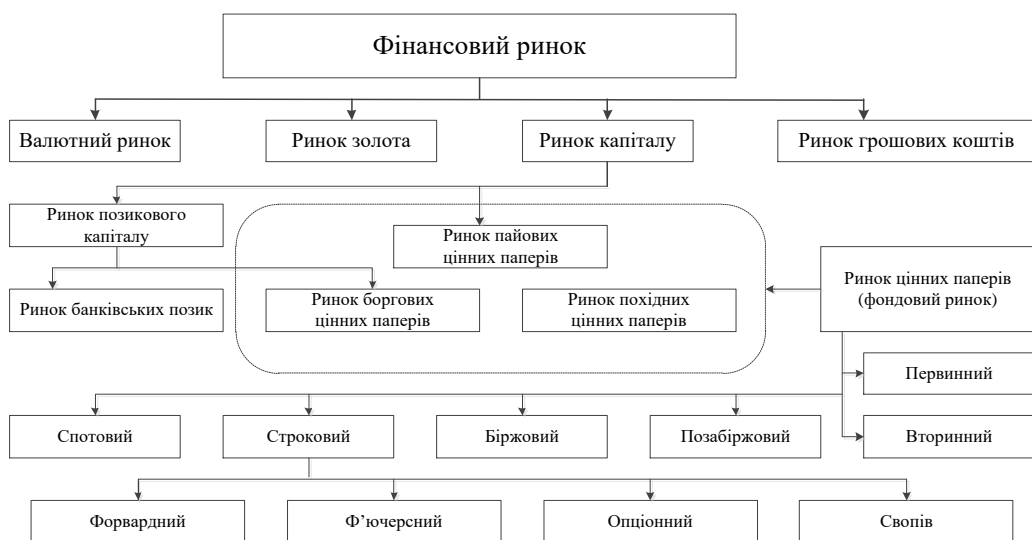 Фінансовий ринок
Валютний ринок
Ринок золота
Ринок капіталу
Ринок грошових коштів
Ринок позикового
капіталу
Ринок пайових
цінних паперів
Ринок цінних паперів
(фондовий ринок)
Ринок банківських позик
Ринок боргових
цінних паперів
Ринок похідних
цінних паперів
Первинний
Спотовий
Строковий
Біржовий
Позабіржовий
Вторинний
Форвардний
Ф’ючерсний
Опціонний
Свопів